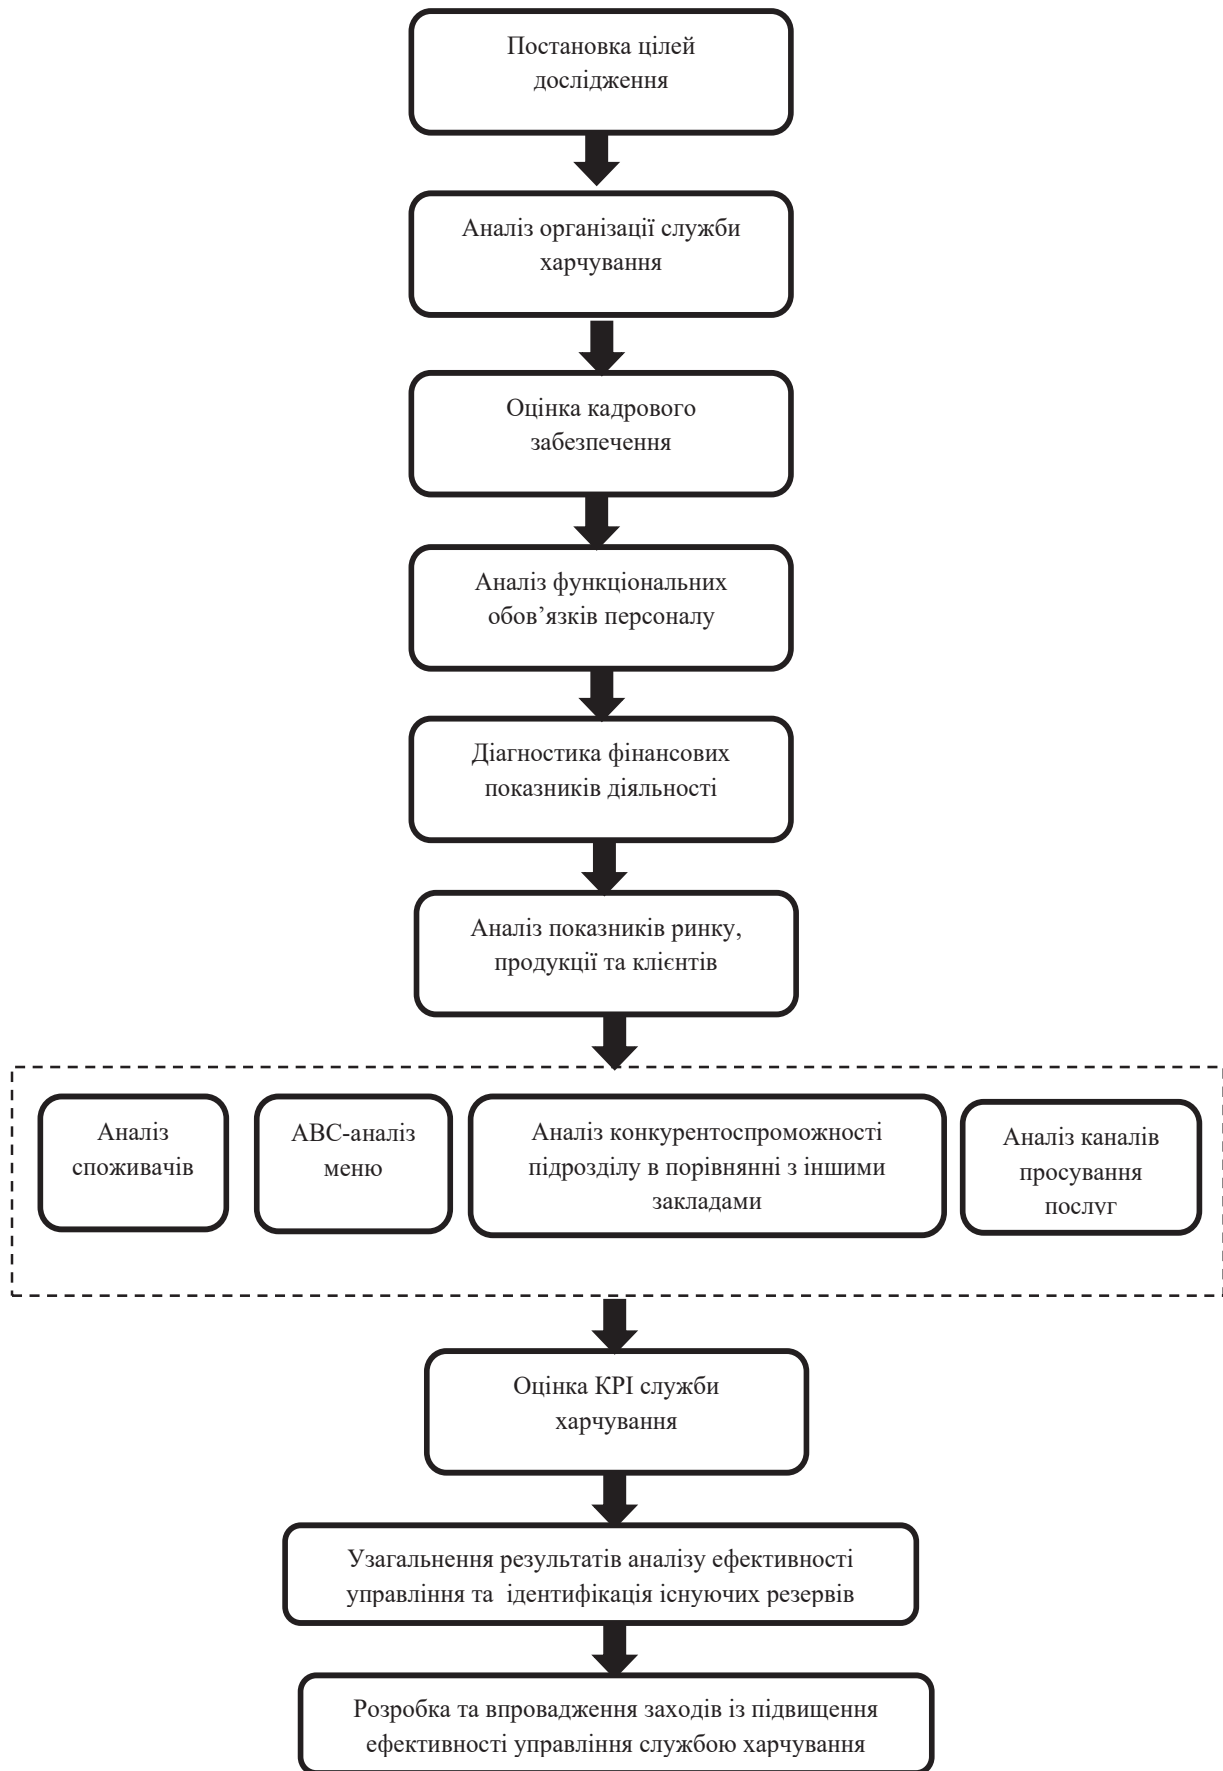 Постановка цілей
дослідження
Аналіз організації служби
харчування
Оцінка кадрового
забезпечення
Аналіз функціональних
обов’язків персоналу
Діагностика фінансових
показників діяльності
Аналіз показників ринку,
продукції та клієнтів
Аналіз
споживачів
АВС-аналіз
меню
Аналіз конкурентоспроможності
підрозділу в порівнянні з іншими
закладами
Аналіз каналів
просування
послуг
Оцінка КРІ служби
харчування
Узагальнення результатів аналізу ефективності
управління та ідентифікація існуючих резервів
Розробка та впровадження заходів із підвищення
ефективності управління службою харчування